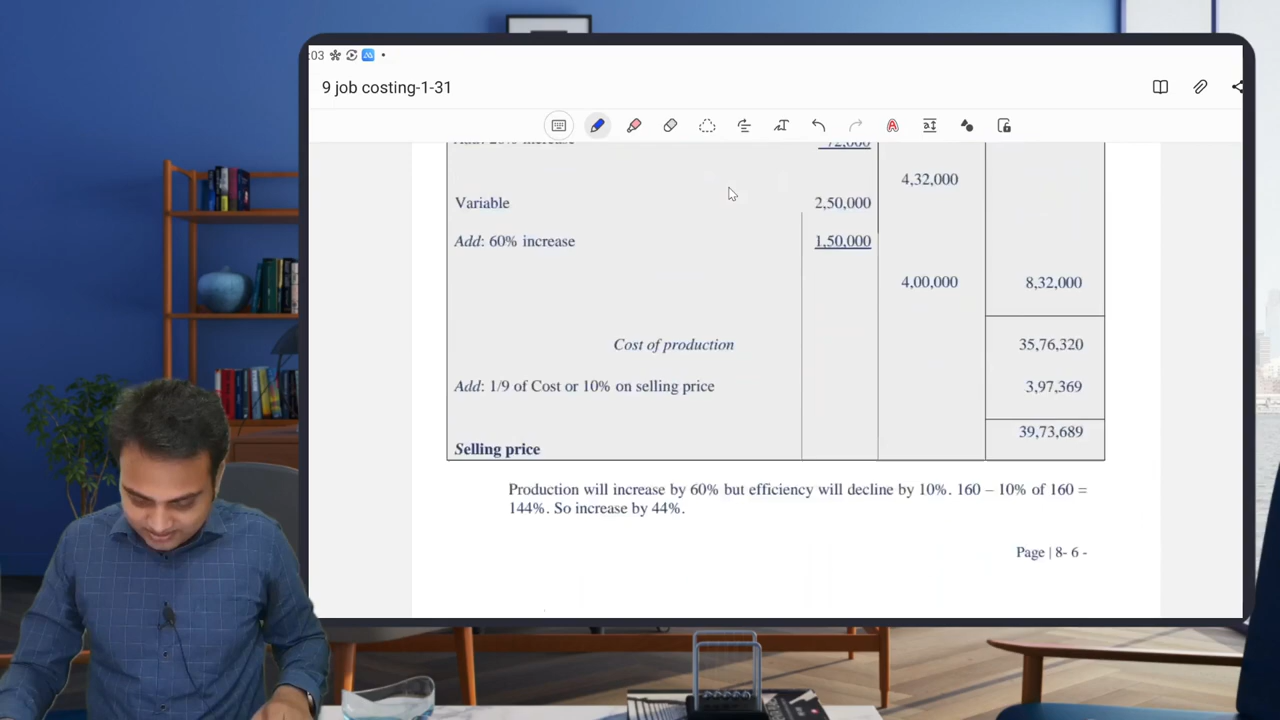 :03
9 job costing-1-31
72,000
4,32,000
Variable 2,50,000
Add: 60% increase 1,50,000
4,00,000 8,32,000
Cost of production 35,76,320
Add: 1/9 of Cost or 10% on selling price 3,97,369
39,73,689
Selling price
Production will increase by 60% but efficiency will decline by 10%. 160 – 10% of 160 =
144%. So increase by 44%.
Page | 8- 6 -